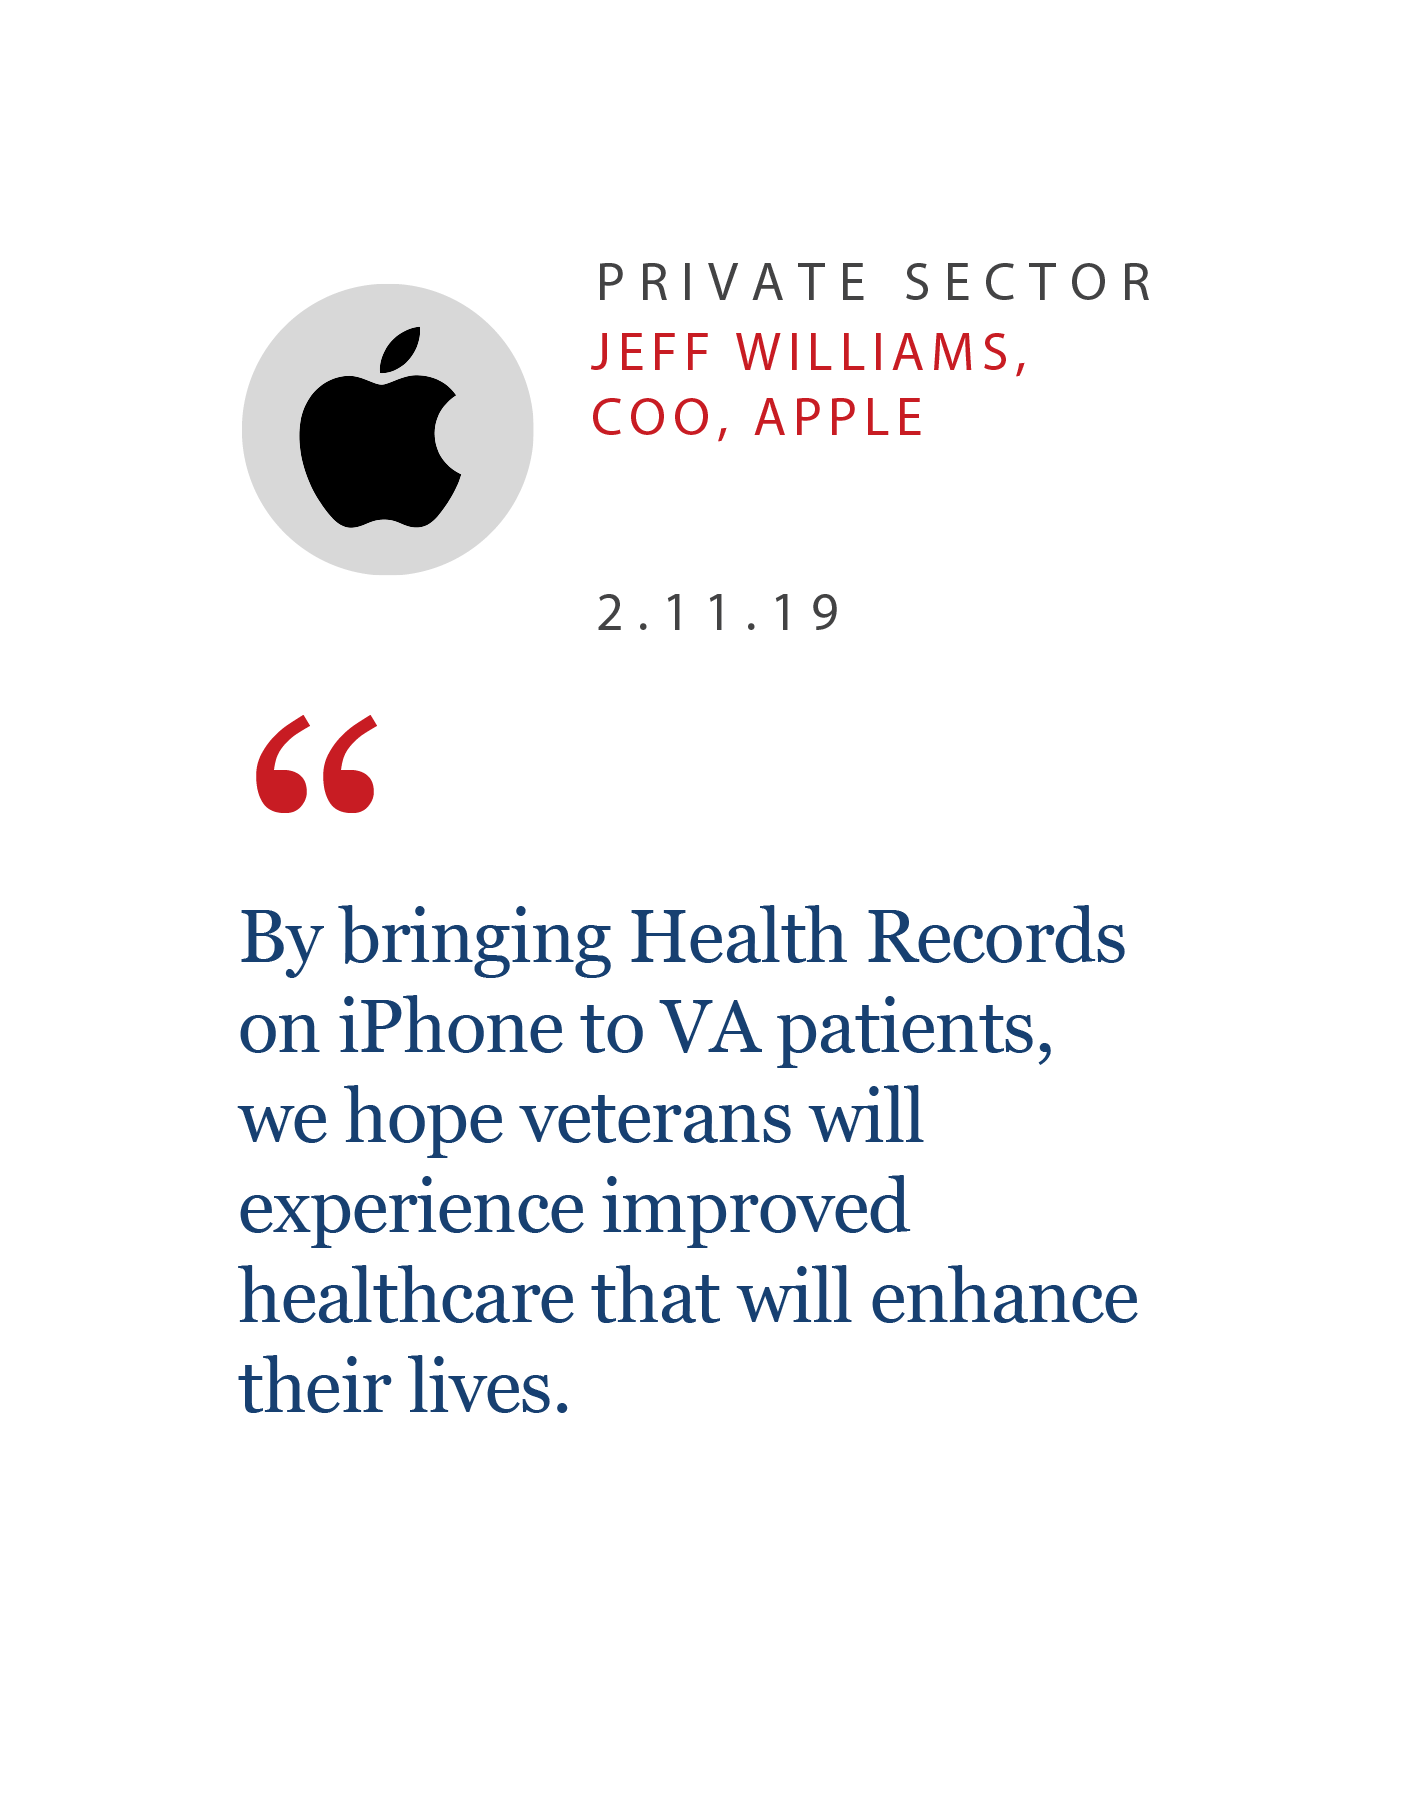 PRIVATE SECTOR
JEFF WILLIAMS,
COO, APPLE
2.11.19
“
By bringing Health Records
on iPhone to VA patients,
we hope veterans will
experience improved
healthcare that will enhance
their lives.